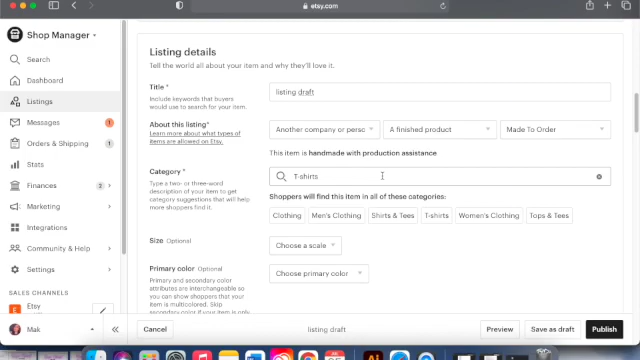 etsy.com
Shop Manager
Search
Dashboard
Listings
Messages 1
Orders & Shipping 1
Stats
Finances 2
Marketing
Integrations
Community & Help
Settings
SALES CHANNELS
Etsy
Mak
Listing details
Tell the world all about your item and why they'll love it.
Title *
Include keywords that buyers
would use to search for your item.
listing draft
About this listing*
Learn more about what types of
items are allowed on Etsy.
Another company or persc
A finished product
Made To Order
This item is handmade with production assistance
Category *
Type a two- or three-word
description of your item to get
category suggestions that will help
more shoppers find it.
T-shirts
Shoppers will find this item in all of these categories:
Clothing Men's Clothing Shirts & Tees T-shirts Women's Clothing Tops & Tees
Size Optional
Choose a scale
Primary color Optional
Primary and secondary color
attributes are interchangeable so
you can show shoppers that your
item is multicolored. Skip
secondary color if your item is only
Choose primary color
Cancel
listing draft
Preview
Save as draft
Publish